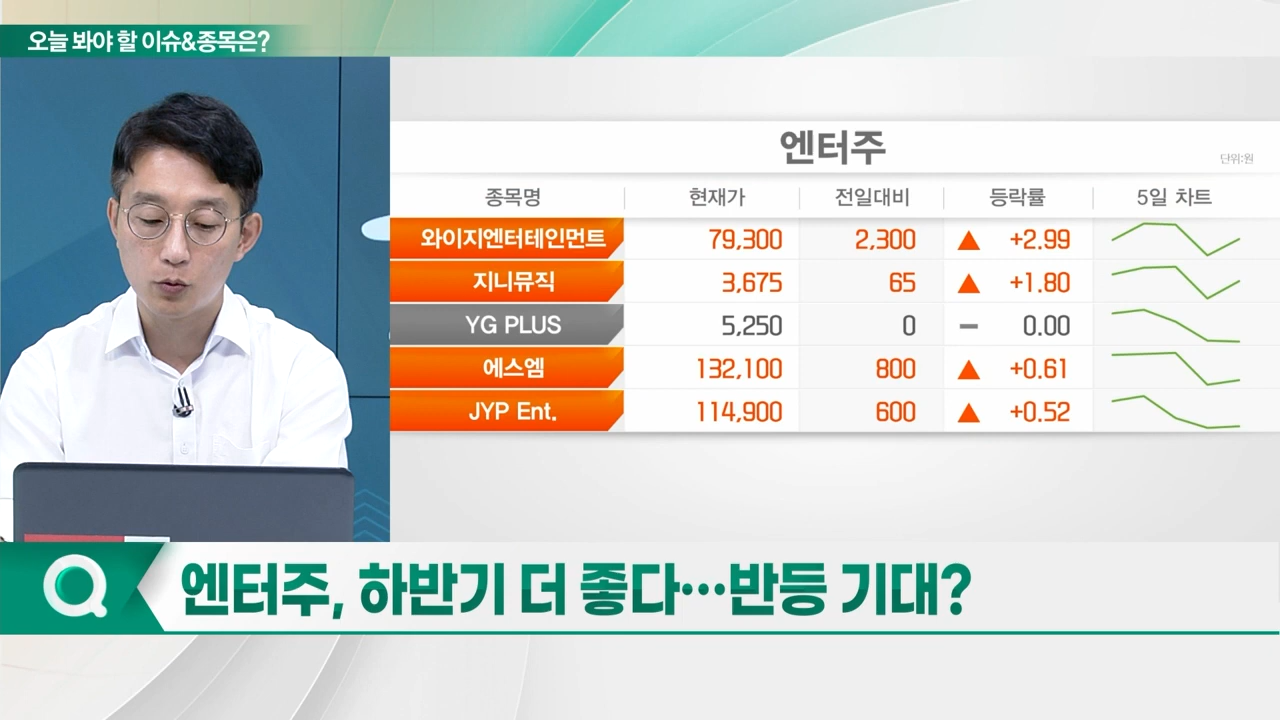 오늘 봐야 할 이슈&종목은?
엔터주
단위:원
종목명 현재가 전일대비 등락률 5일 차트
와이지엔터테인먼트 79,300 2,300 ▲ +2.99
지니뮤직 3,675 65 ▲ +1.80
YG PLUS 5,250 0 − 0.00
에스엠 132,100 800 ▲ +0.61
JYP Ent. 114,900 600 ▲ +0.52
엔터주, 하반기 더 좋다…반등 기대?